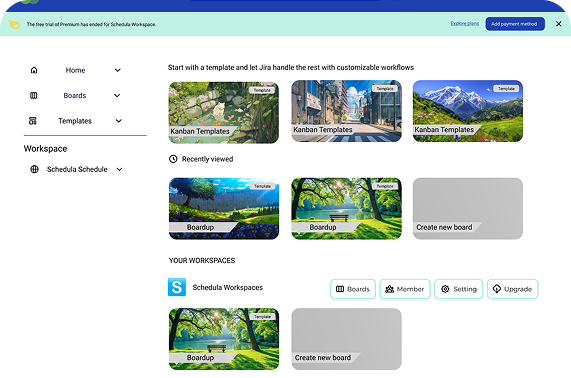 The free trial of Premium has ended for Schedula Workspace.
Explore plans
Add payment method
Home
Boards
Templates
Workspace
Schedula Schedule
Start with a template and let Jira handle the rest with customizable workflows
Template
Kanban Templates
Template
Kanban Templates
Template
Kanban Templates
Recently viewed
Template
Boardup
Template
Boardup
Create new board
YOUR WORKSPACES
S
Schedula Workspaces
Boards
Member
Setting
Upgrade
Template
Boardup
Create new board